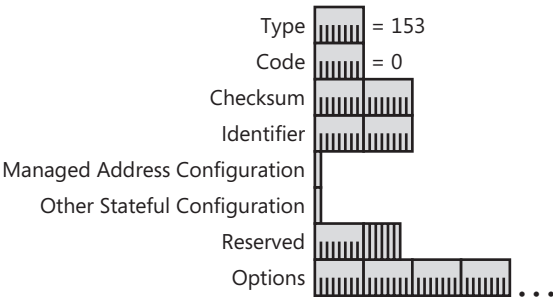 Type = 153
Code = 0
Checksum
Identifier
Managed Address Configuration
Other Stateful Configuration
Reserved
Options ...